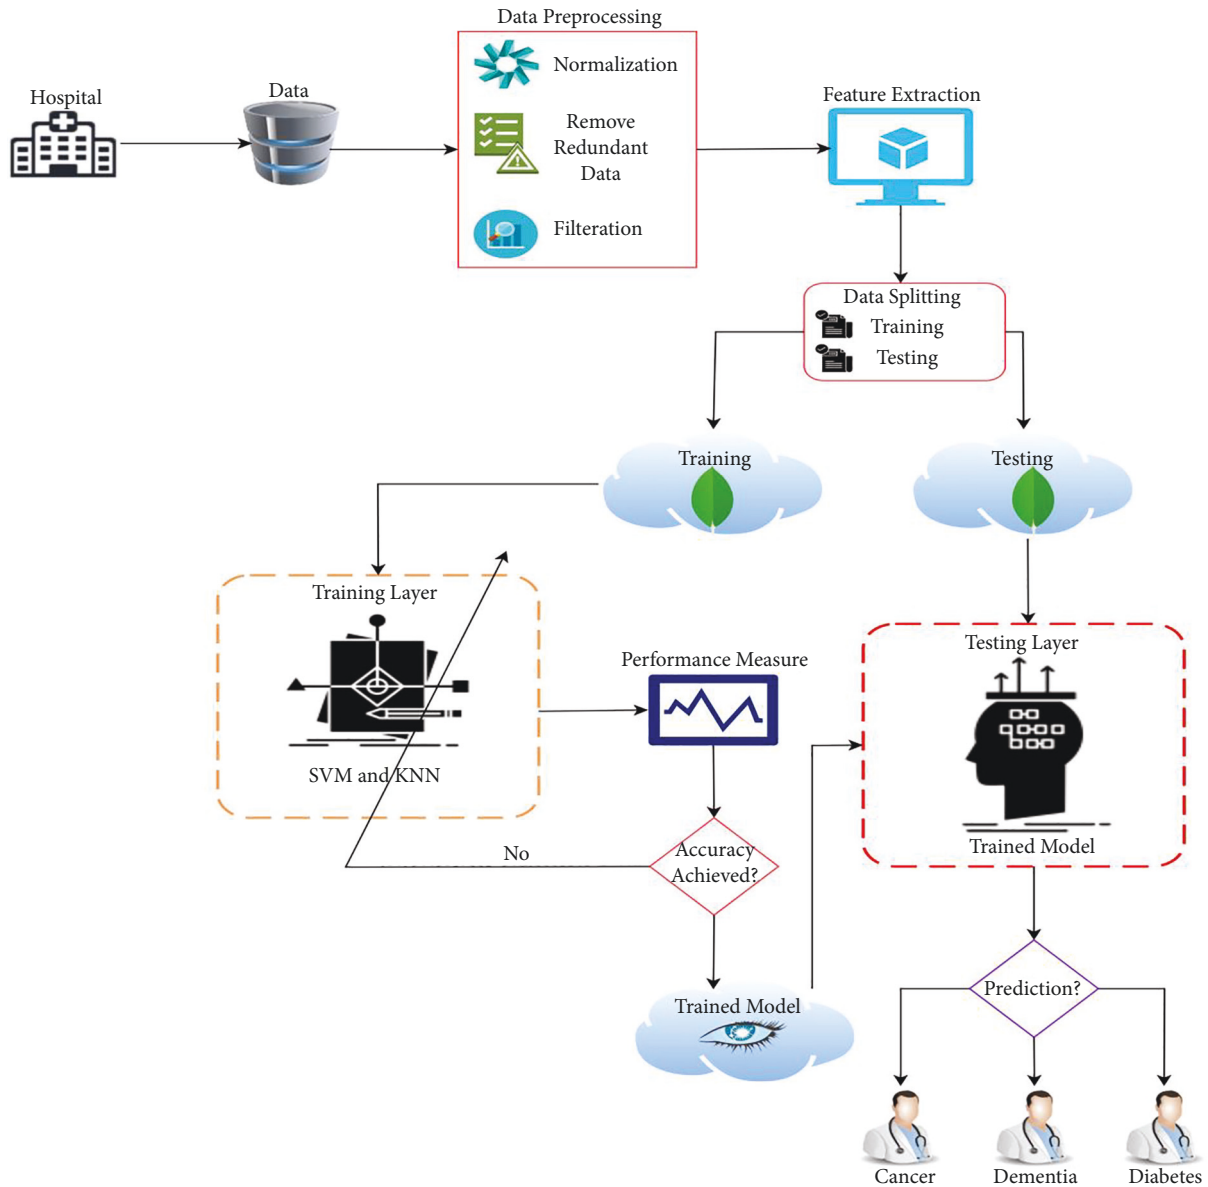 Data Preprocessing
Normalization
Remove
Redundant
Data
Filteration
Hospital
Data
Feature Extraction
Data Splitting
Training
Testing
Training
Testing
Training Layer
SVM and KNN
Performance Measure
Accuracy
Achieved?
No
Trained Model
Testing Layer
Trained Model
Prediction?
Cancer
Dementia
Diabetes